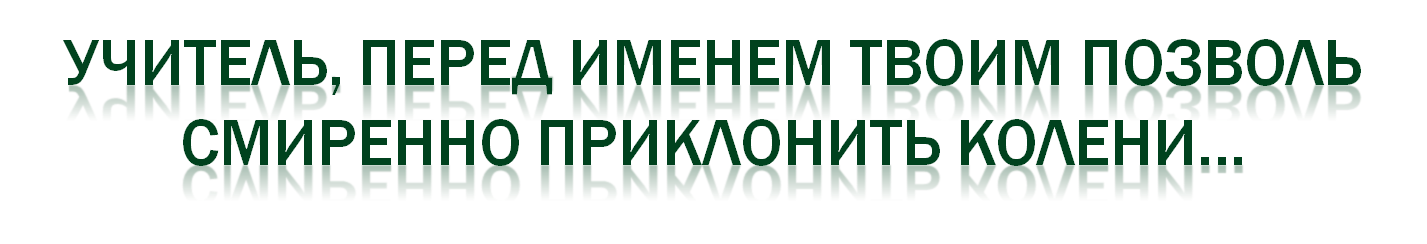 УЧИТЕЛЬ, ПЕРЕД ИМЕНЕМ ТВОИМ ПОЗВОЛЬ
СМИРЕННО ПРИКЛОНИТЬ КОЛЕНИ...